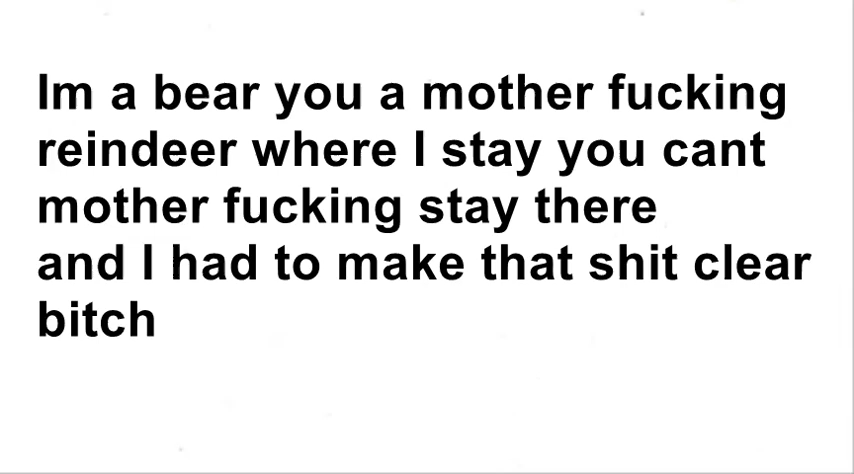 Im a bear you a mother fucking
reindeer where I stay you cant
mother fucking stay there
and I had to make that shit clear
bitch